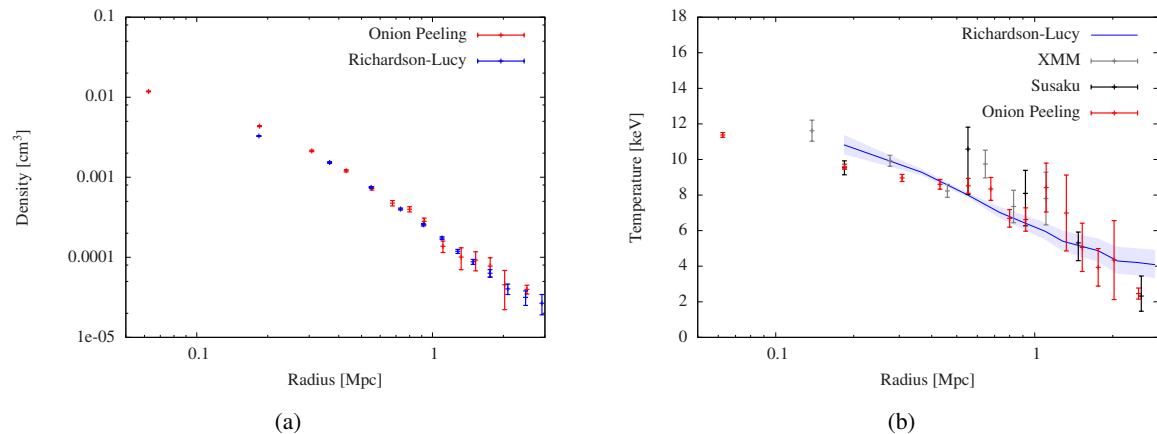 Onion Peeling
Richardson-Lucy
0.1
0.01
0.001
0.0001
1e-05
Density [cm³]
0.1
1
Radius [Mpc]
(a)
Richardson-Lucy
XMM
Susaku
Onion Peeling
18
16
14
12
10
8
6
4
2
0
Temperature [keV]
0.1
1
Radius [Mpc]
(b)